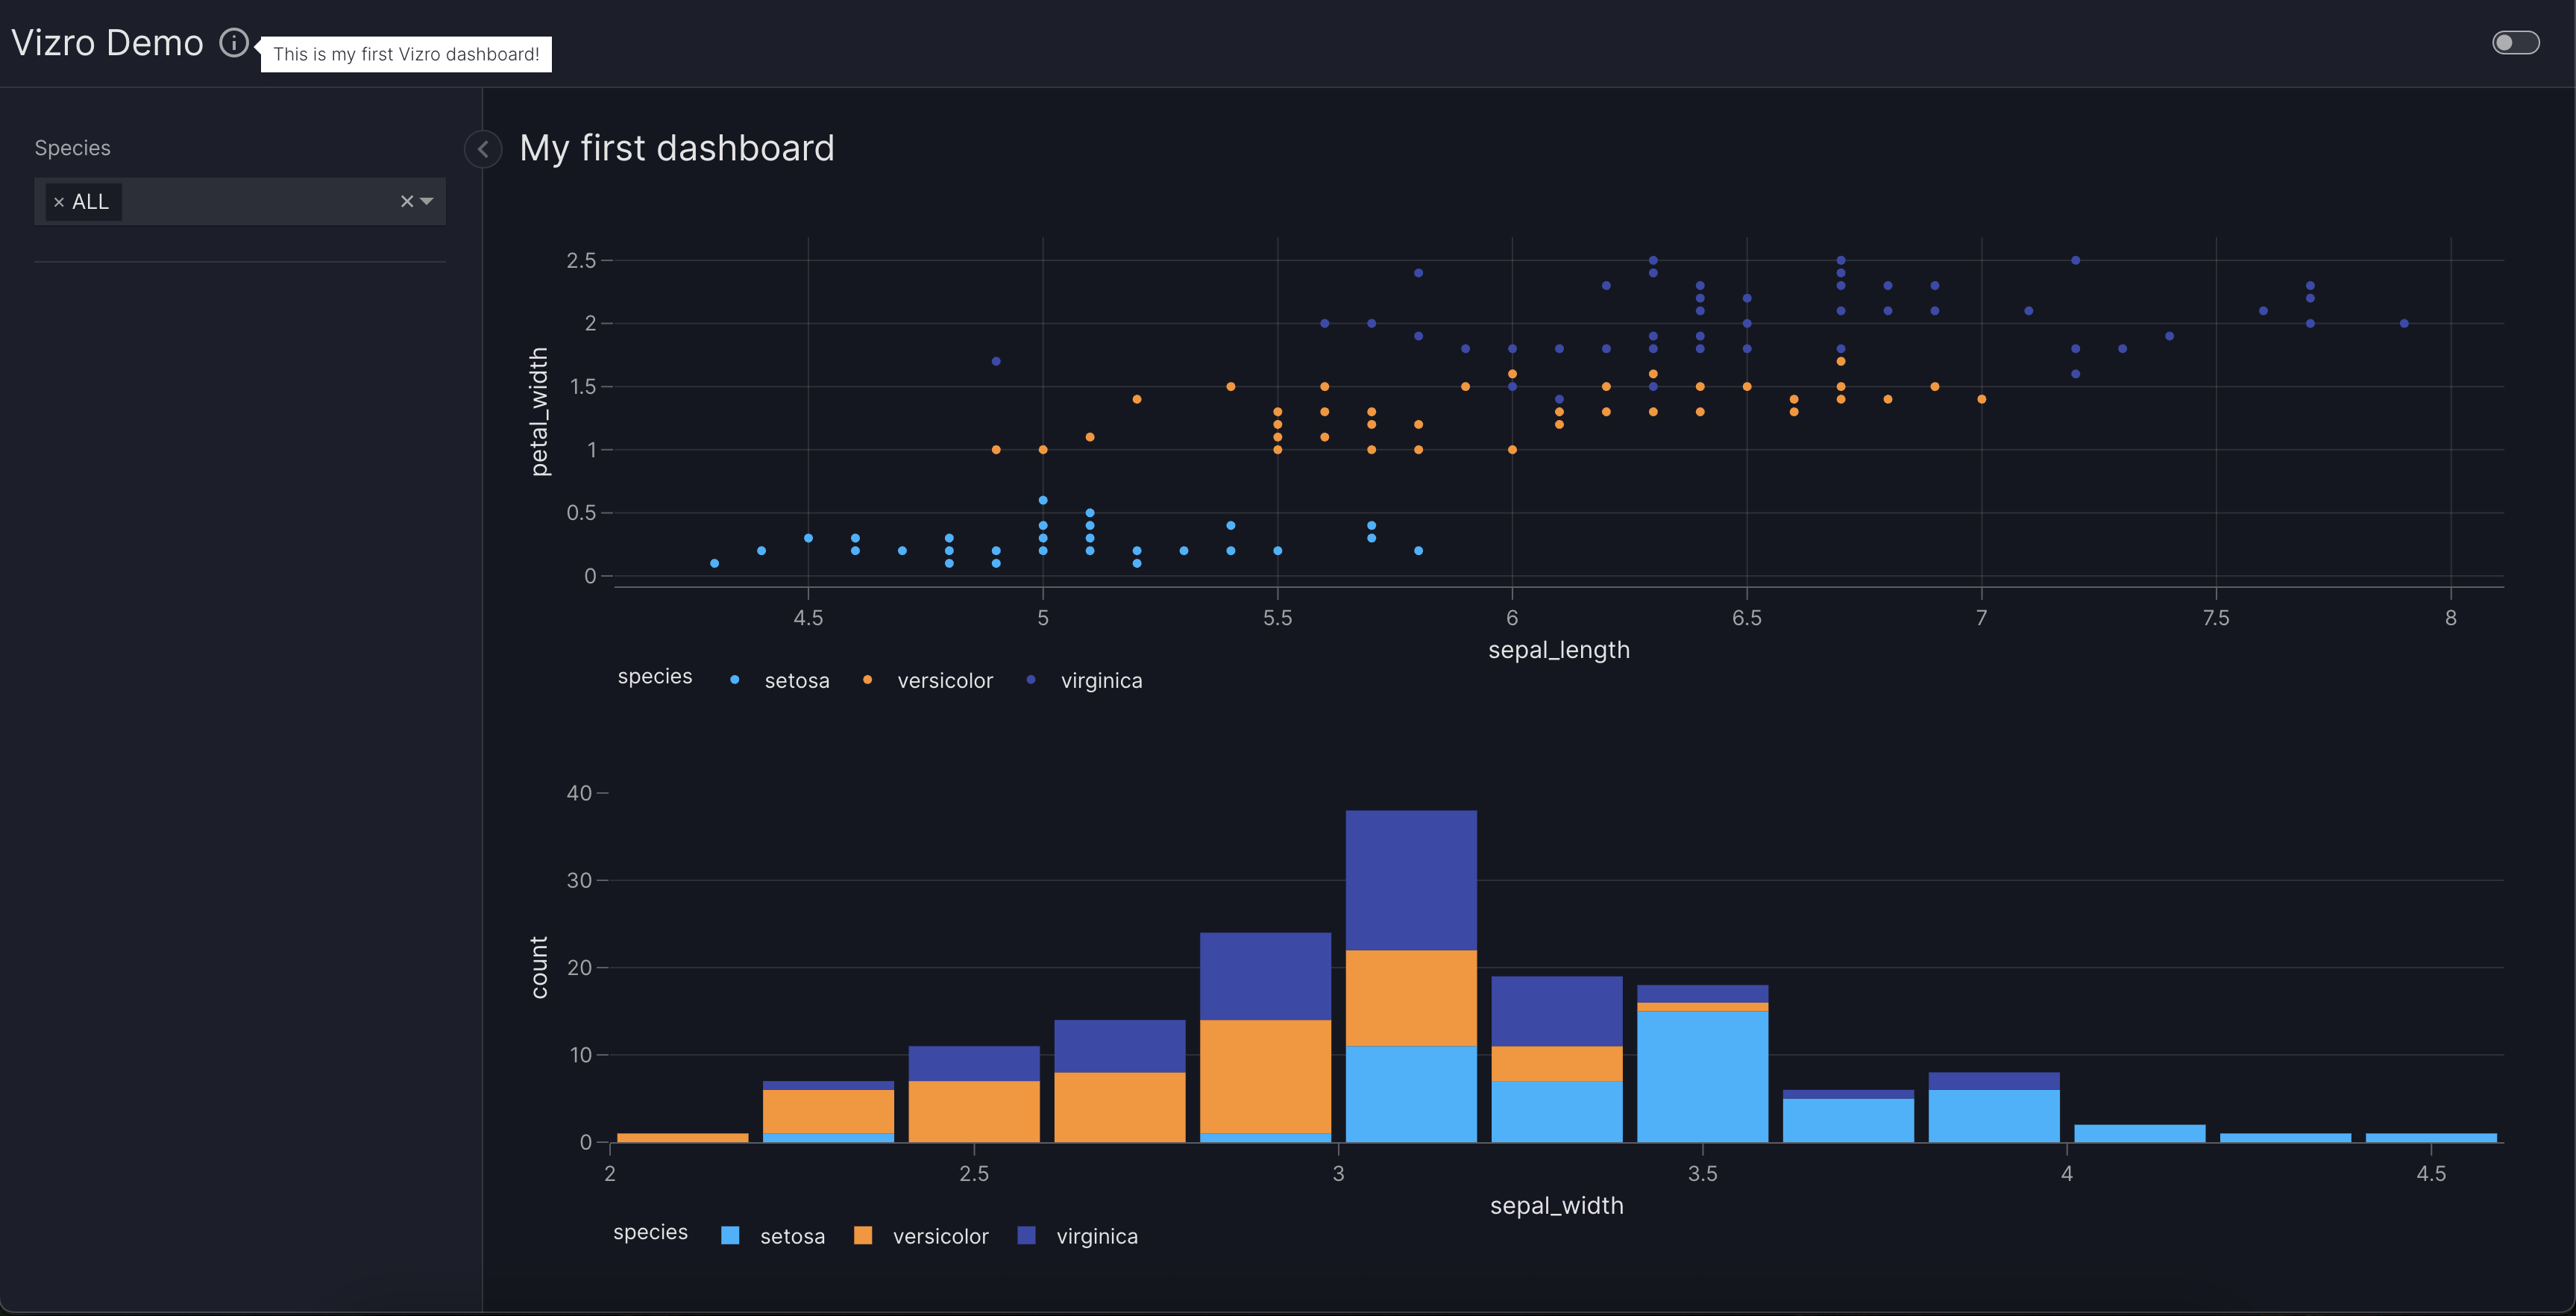 Vizro Demo
This is my first Vizro dashboard!
Species
× ALL
My first dashboard
petal_width
2.5
2
1.5
1
0.5
0
4.5 5 5.5 6 6.5 7 7.5 8
sepal_length
species setosa versicolor virginica
count
40
30
20
10
0
2 2.5 3 3.5 4 4.5
sepal_width
species setosa versicolor virginica